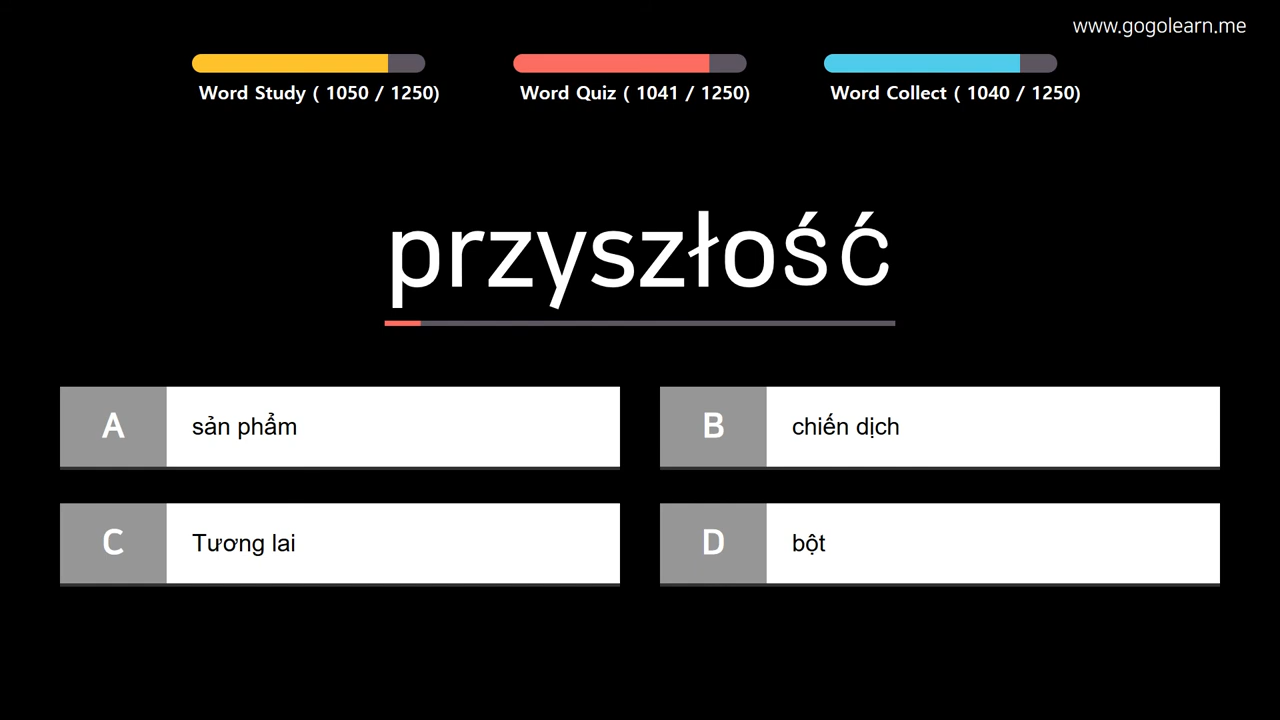 www.gogolearn.me
Word Study ( 1050 / 1250)
Word Quiz ( 1041 / 1250)
Word Collect ( 1040 / 1250)
przyszłość
A
sản phẩm
B
chiến dịch
C
Tương lai
D
bột